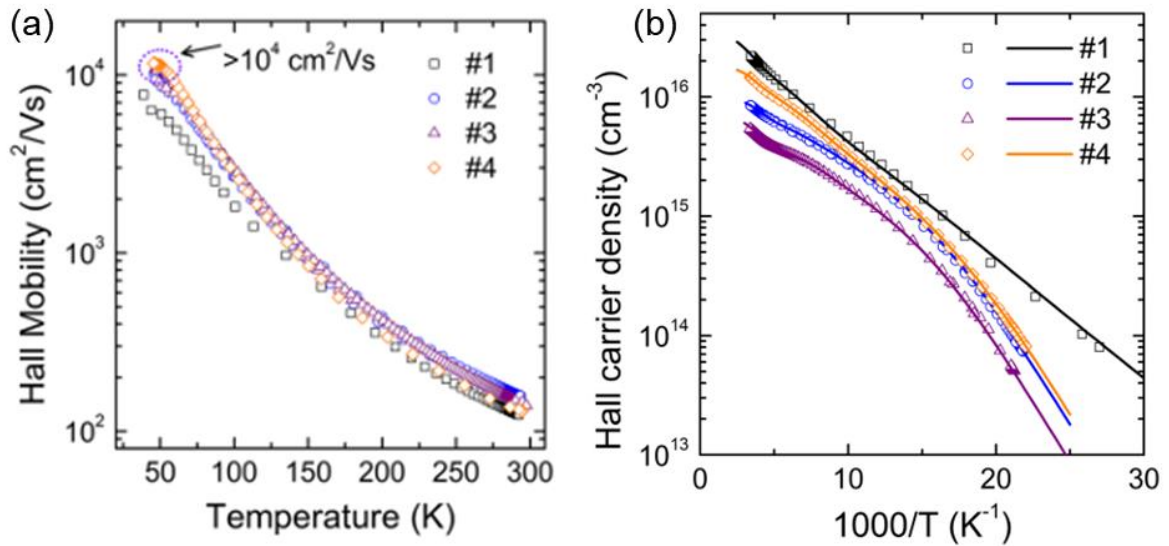 (a)
>10⁴ cm²/Vs
#1
#2
#3
#4
10⁴
10³
10²
50 100 150 200 250 300
Hall Mobility (cm²/Vs)
Temperature (K)
(b)
#1
#2
#3
#4
10¹⁶
10¹⁵
10¹⁴
10¹³
0 10 20 30
Hall carrier density (cm⁻³)
1000/T (K⁻¹)